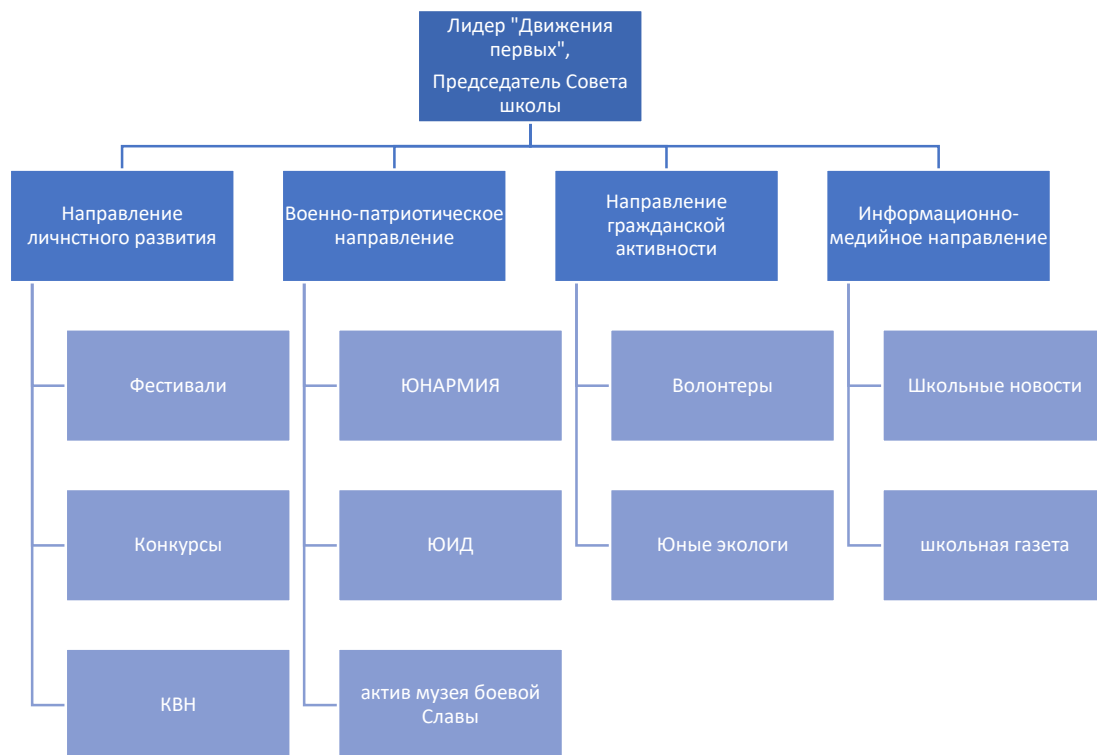 Лидер "Движения
первых",
Председатель Совета
школы
Направление
личнстного развития
Военно-патриотическое
направление
Направление
гражданской
активности
Информационно-
медийное направление
Фестивали
ЮНАРМИЯ
Волонтеры
Школьные новости
Конкурсы
ЮИД
Юные экологи
школьная газета
КВН
актив музея боевой
Славы